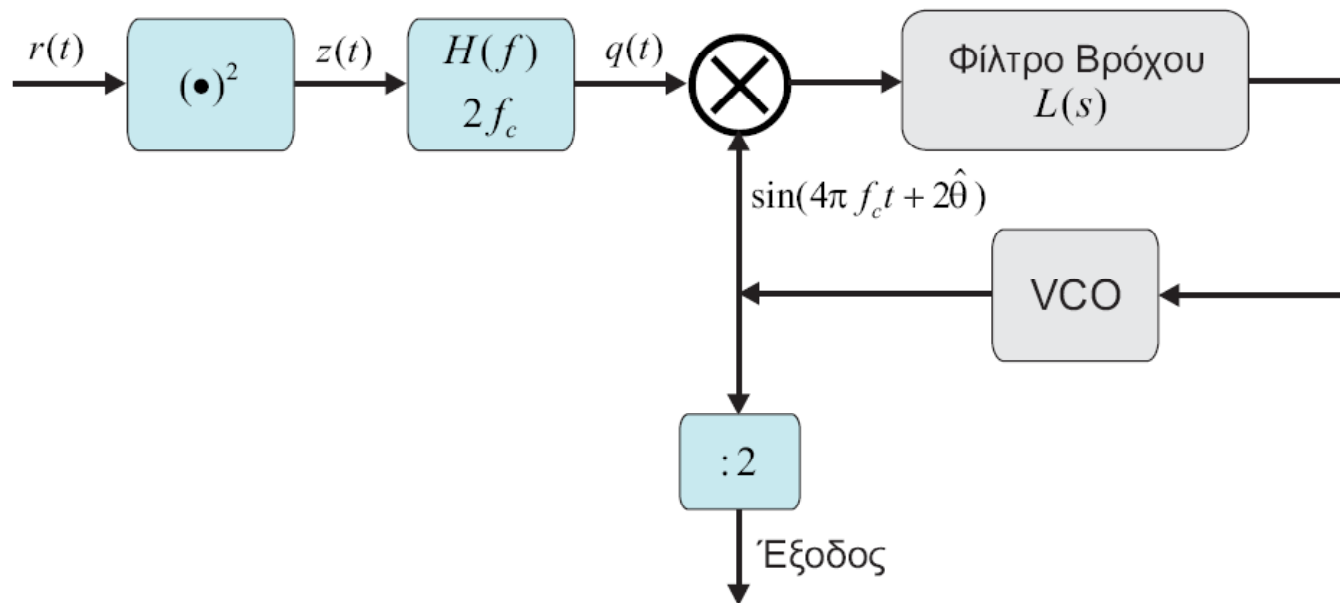 r(t)
(•)²
z(t)
H(f)
2f_c
q(t)
Φίλτρο Βρόχου
L(s)
sin(4π f_c t + 2θ̂)
VCO
: 2
Έξοδος